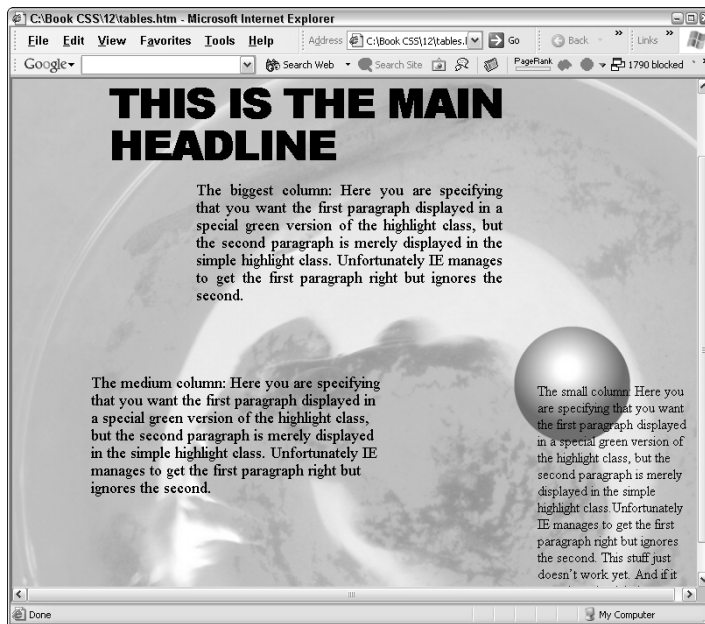 C:\Book CSS\12\tables.htm - Microsoft Internet Explorer
File Edit View Favorites Tools Help Address C:\Book CSS\12\tables.l Go Back » Links »
Google Search Web Search Site PageRank 1790 blocked
THIS IS THE MAIN
HEADLINE
The biggest column: Here you are specifying
that you want the first paragraph displayed in a
special green version of the highlight class, but
the second paragraph is merely displayed in the
simple highlight class. Unfortunately IE manages
to get the first paragraph right but ignores the
second.
The medium column: Here you are specifying
that you want the first paragraph displayed in
a special green version of the highlight class,
but the second paragraph is merely displayed
in the simple highlight class. Unfortunately IE
manages to get the first paragraph right but
ignores the second.
The small column: Here you
are specifying that you want
the first paragraph displayed
in a special green version of
the highlight class, but the
second paragraph is merely
displayed in the simple
highlight class.Unfortunately
IE manages to get the first
paragraph right but ignores
the second. This stuff just
doesn't work yet. And if it
Done My Computer